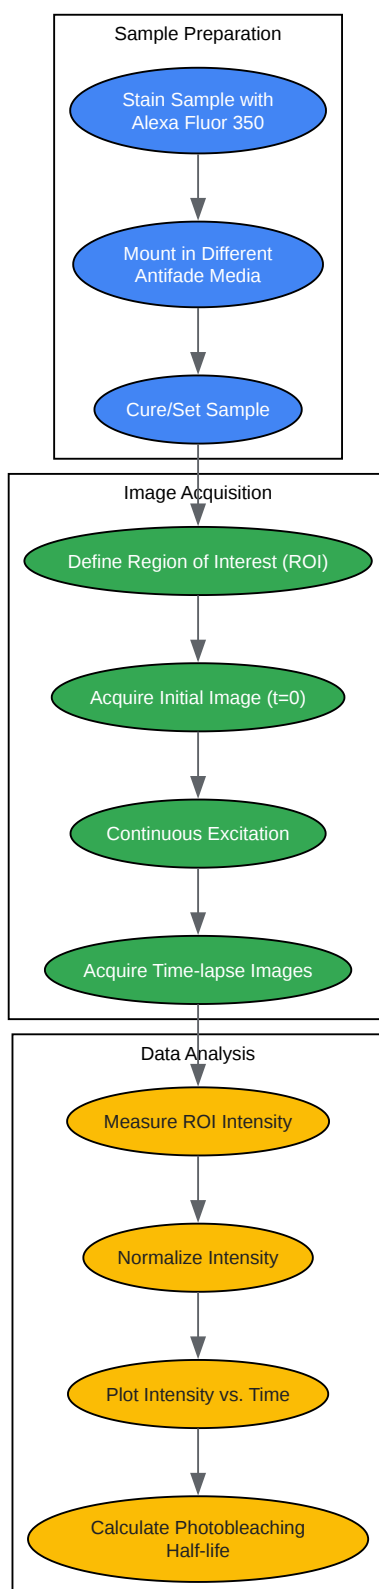 Sample Preparation
Stain Sample with
Alexa Fluor 350
Mount in Different
Antifade Media
Cure/Set Sample
Image Acquisition
Define Region of Interest (ROI)
Acquire Initial Image (t=0)
Continuous Excitation
Acquire Time-lapse Images
Data Analysis
Measure ROI Intensity
Normalize Intensity
Plot Intensity vs. Time
Calculate Photobleaching
Half-life